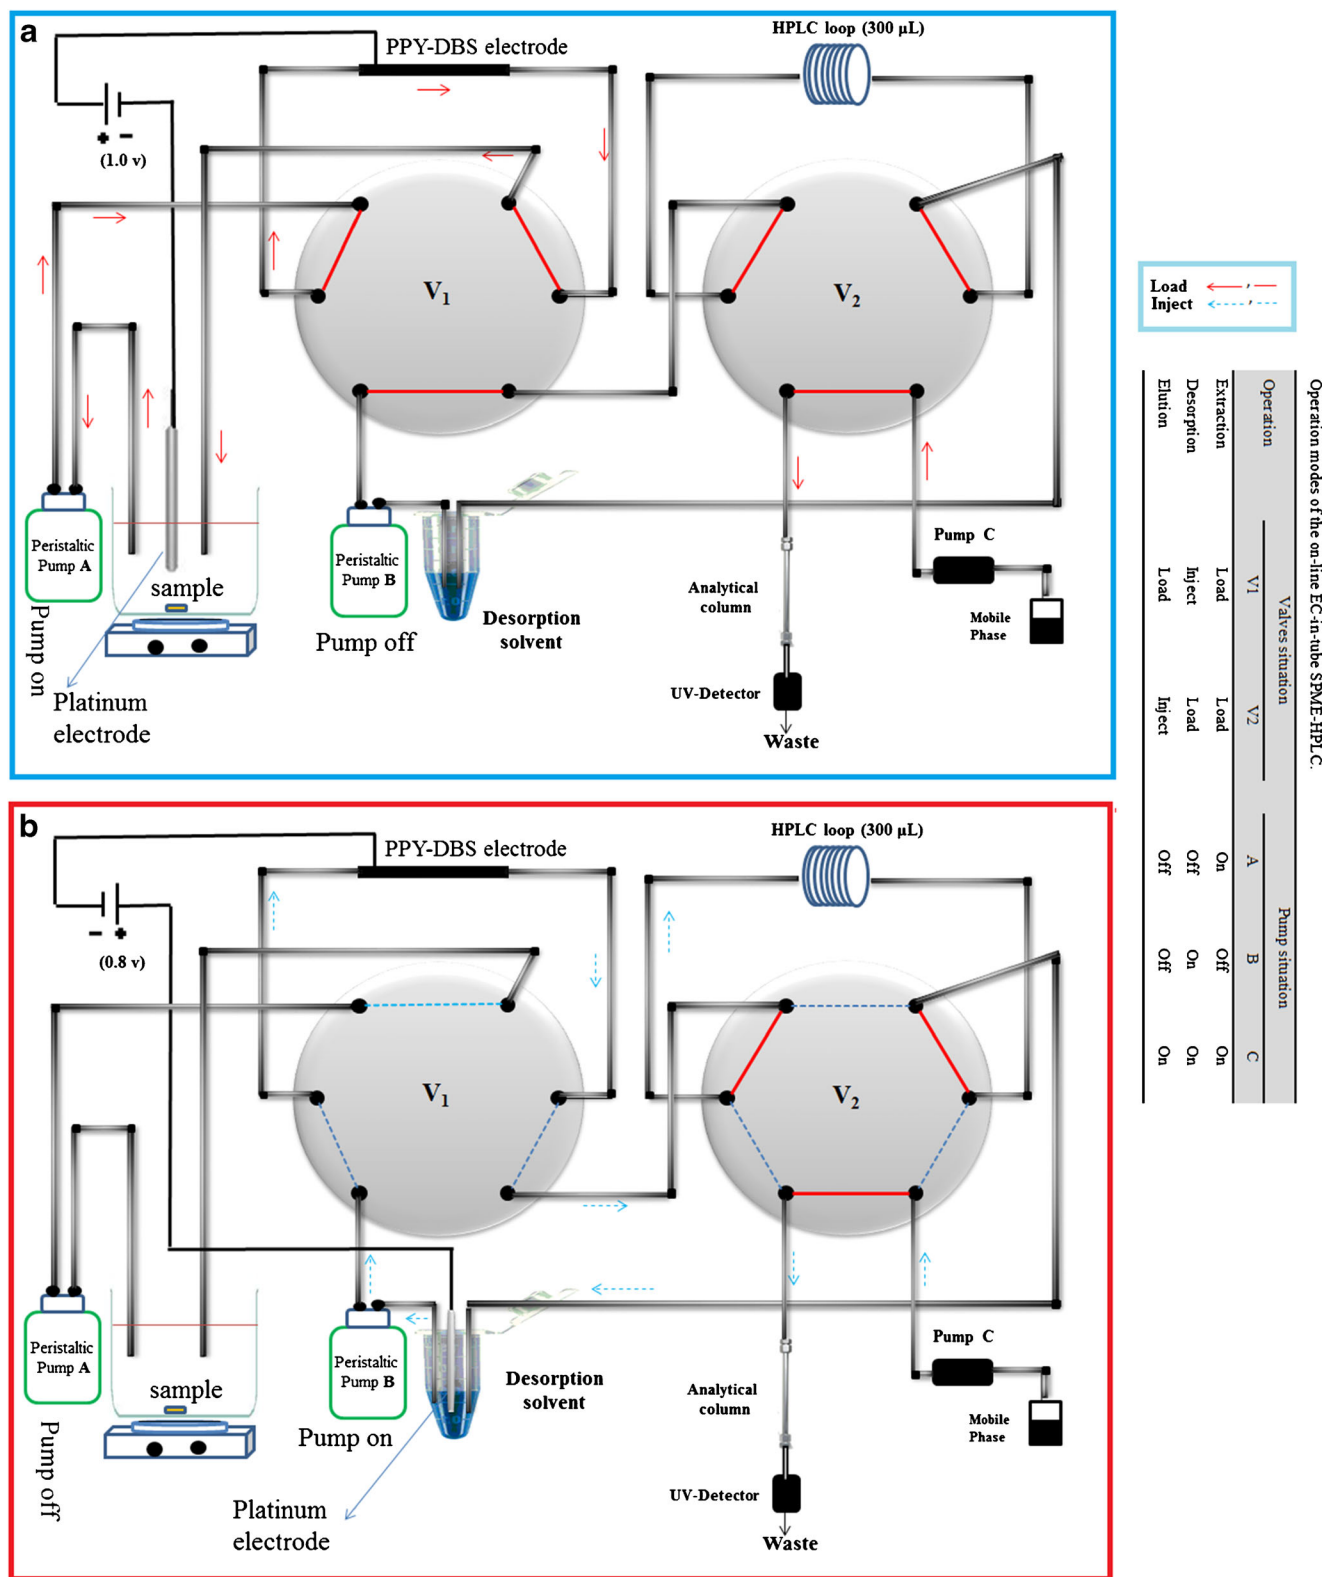 a
PPY-DBS electrode
HPLC loop (300 µL)
+ −
(1.0 v)
V1
V2
Peristaltic
Pump A
sample
Pump on
Platinum
electrode
Peristaltic
Pump B
Pump off
Desorption
solvent
Analytical
column
Pump C
Mobile
Phase
UV-Detector
Waste
b
PPY-DBS electrode
HPLC loop (300 µL)
− +
(0.8 v)
V1
V2
Peristaltic
Pump A
sample
Pump off
Peristaltic
Pump B
Pump on
Platinum
electrode
Desorption
solvent
Analytical
column
Pump C
Mobile
Phase
UV-Detector
Waste
Load ,
Inject ,
Operation modes of the on-line EC-in-tube SPME-HPLC.
Operation Valves situation Pump situation
V1 V2 A B C
Extraction Load Load On Off On
Desorption Inject Load Off On On
Elution Load Inject Off Off On